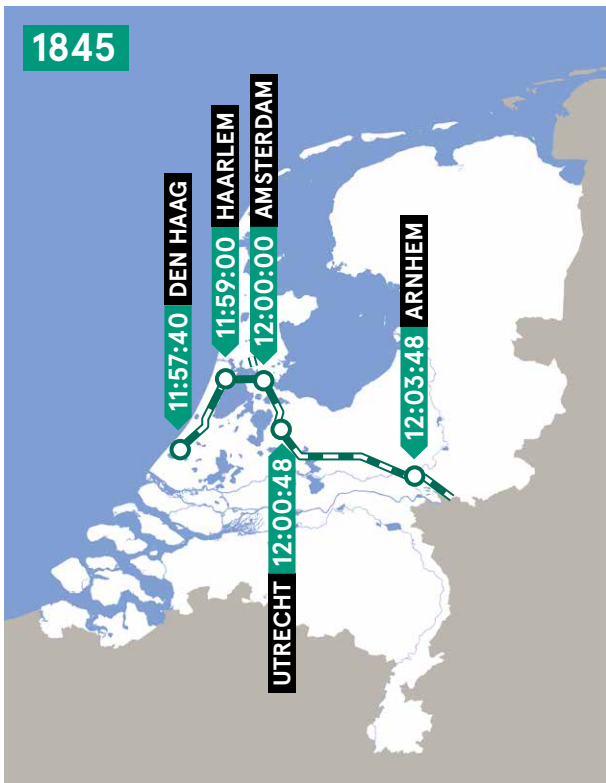 1845
11:57:40 DEN HAAG
11:59:00 HAARLEM
12:00:00 AMSTERDAM
12:03:48 ARNHEM
UTRECHT 12:00:48